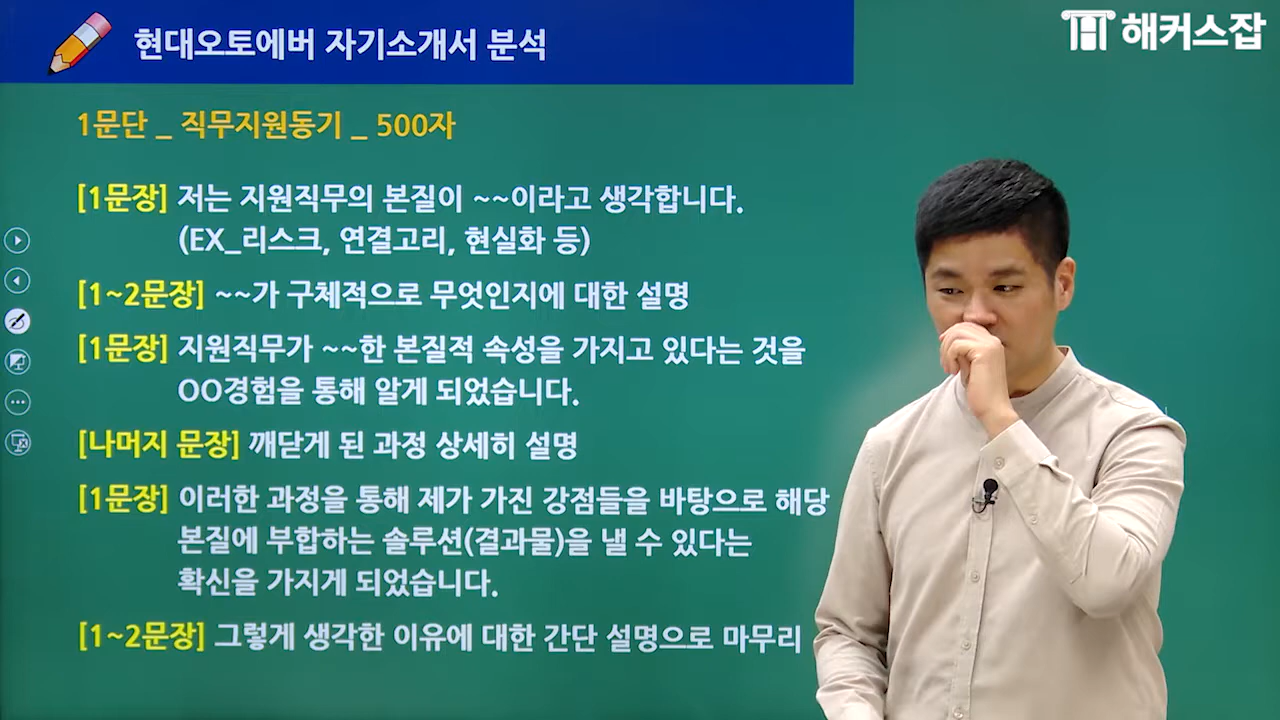 현대오토에버 자기소개서 분석
해커스잡
1문단 _ 직무지원동기 _ 500자
[1문장] 저는 지원직무의 본질이 ~~이라고 생각합니다.
(EX_리스크, 연결고리, 현실화 등)
[1~2문장] ~~가 구체적으로 무엇인지에 대한 설명
[1문장] 지원직무가 ~~한 본질적 속성을 가지고 있다는 것을
OO경험을 통해 알게 되었습니다.
[나머지 문장] 깨닫게 된 과정 상세히 설명
[1문장] 이러한 과정을 통해 제가 가진 강점들을 바탕으로 해당
본질에 부합하는 솔루션(결과물)을 낼 수 있다는
확신을 가지게 되었습니다.
[1~2문장] 그렇게 생각한 이유에 대한 간단 설명으로 마무리